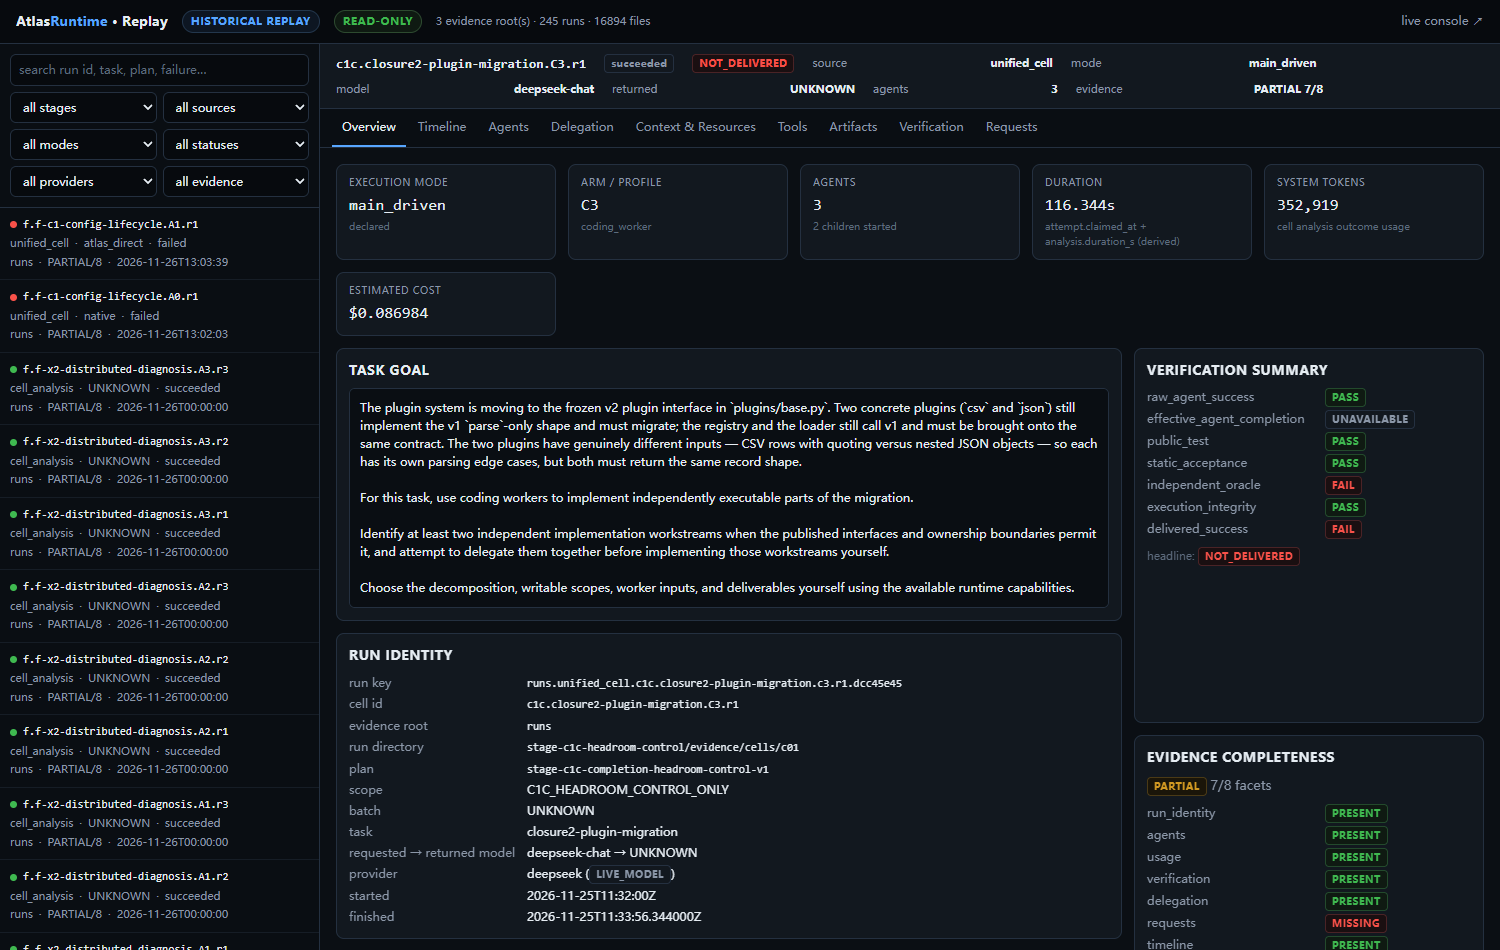 AtlasRuntime • Replay HISTORICAL REPLAY READ-ONLY 3 evidence root(s) · 245 runs · 16894 files live console ↗
search run id, task, plan, failure...
all stages all sources
all modes all statuses
all providers all evidence
f.f-c1-config-lifecycle.A1.r1
unified_cell · atlas_direct · failed
runs · PARTIAL/8 · 2026-11-26T13:03:39
f.f-c1-config-lifecycle.A0.r1
unified_cell · native · failed
runs · PARTIAL/8 · 2026-11-26T13:02:03
f.f-x2-distributed-diagnosis.A3.r3
cell_analysis · UNKNOWN · succeeded
runs · PARTIAL/8 · 2026-11-26T00:00:00
f.f-x2-distributed-diagnosis.A3.r2
cell_analysis · UNKNOWN · succeeded
runs · PARTIAL/8 · 2026-11-26T00:00:00
f.f-x2-distributed-diagnosis.A3.r1
cell_analysis · UNKNOWN · succeeded
runs · PARTIAL/8 · 2026-11-26T00:00:00
f.f-x2-distributed-diagnosis.A2.r3
cell_analysis · UNKNOWN · succeeded
runs · PARTIAL/8 · 2026-11-26T00:00:00
f.f-x2-distributed-diagnosis.A2.r2
cell_analysis · UNKNOWN · succeeded
runs · PARTIAL/8 · 2026-11-26T00:00:00
f.f-x2-distributed-diagnosis.A2.r1
cell_analysis · UNKNOWN · succeeded
runs · PARTIAL/8 · 2026-11-26T00:00:00
f.f-x2-distributed-diagnosis.A1.r3
cell_analysis · UNKNOWN · succeeded
runs · PARTIAL/8 · 2026-11-26T00:00:00
f.f-x2-distributed-diagnosis.A1.r2
cell_analysis · UNKNOWN · succeeded
runs · PARTIAL/8 · 2026-11-26T00:00:00
f.f-x2-distributed-diagnosis.A1.r1
c1c.closure2-plugin-migration.C3.r1 succeeded NOT_DELIVERED source unified_cell mode main_driven
model deepseek-chat returned UNKNOWN agents 3 evidence PARTIAL 7/8
Overview Timeline Agents Delegation Context & Resources Tools Artifacts Verification Requests
EXECUTION MODE
main_driven
declared
ARM / PROFILE
C3
coding_worker
AGENTS
3
2 children started
DURATION
116.344s
attempt.claimed_at +
analysis.duration_s (derived)
SYSTEM TOKENS
352,919
cell analysis outcome usage
ESTIMATED COST
$0.086984
TASK GOAL
The plugin system is moving to the frozen v2 plugin interface in `plugins/base.py`. Two concrete plugins (`csv` and `json`) still
implement the v1 `parse`-only shape and must migrate; the registry and the loader still call v1 and must be brought onto the
same contract. The two plugins have genuinely different inputs — CSV rows with quoting versus nested JSON objects — so each
has its own parsing edge cases, but both must return the same record shape.
For this task, use coding workers to implement independently executable parts of the migration.
Identify at least two independent implementation workstreams when the published interfaces and ownership boundaries permit
it, and attempt to delegate them together before implementing those workstreams yourself.
Choose the decomposition, writable scopes, worker inputs, and deliverables yourself using the available runtime capabilities.
RUN IDENTITY
run key runs.unified_cell.c1c.closure2-plugin-migration.c3.r1.dcc45e45
cell id c1c.closure2-plugin-migration.C3.r1
evidence root runs
run directory stage-c1c-headroom-control/evidence/cells/c01
plan stage-c1c-completion-headroom-control-v1
scope C1C_HEADROOM_CONTROL_ONLY
batch UNKNOWN
task closure2-plugin-migration
requested → returned model deepseek-chat → UNKNOWN
provider deepseek ( LIVE_MODEL )
started 2026-11-25T11:32:00Z
finished 2026-11-25T11:33:56.344000Z
VERIFICATION SUMMARY
raw_agent_success PASS
effective_agent_completion UNAVAILABLE
public_test PASS
static_acceptance PASS
independent_oracle FAIL
execution_integrity PASS
delivered_success FAIL
headline: NOT_DELIVERED
EVIDENCE COMPLETENESS
PARTIAL 7/8 facets
run_identity PRESENT
agents PRESENT
usage PRESENT
verification PRESENT
delegation PRESENT
requests MISSING
timeline PRESENT